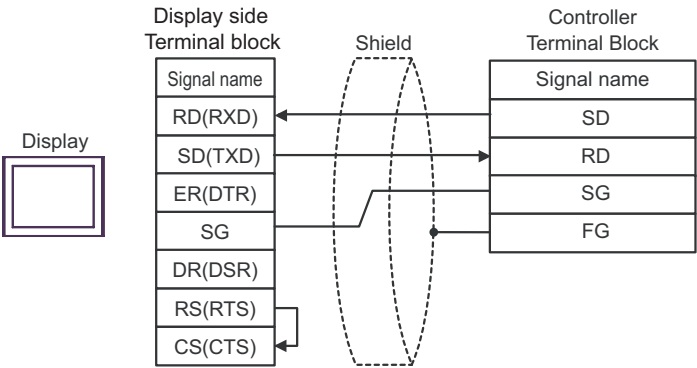 Display side
Terminal block
Shield
Controller
Terminal Block
Signal name
Signal name
RD(RXD)
SD
Display
SD(TXD)
RD
ER(DTR)
SG
SG
FG
DR(DSR)
RS(RTS)
CS(CTS)